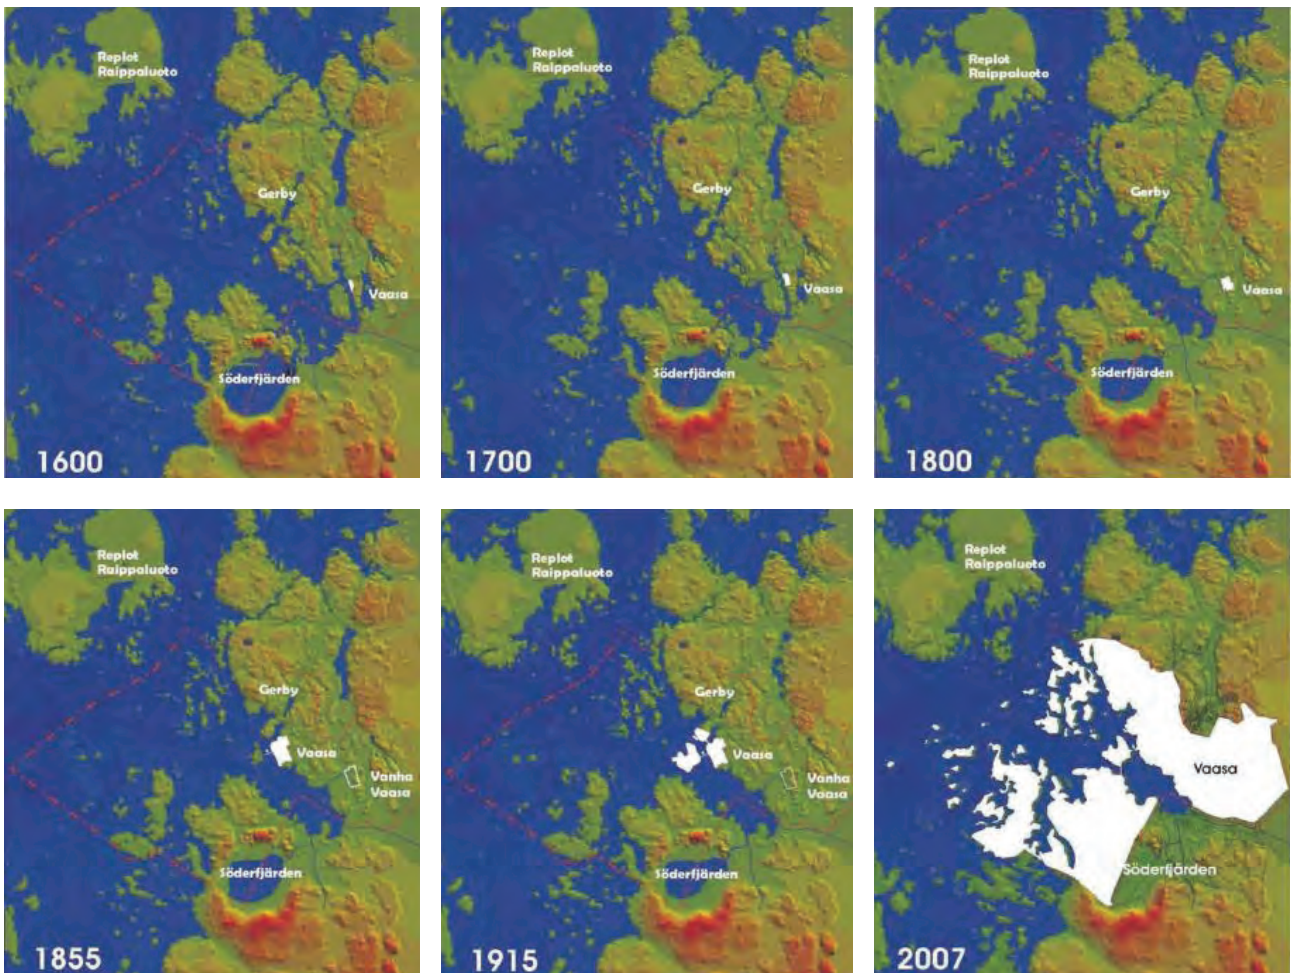 Replot
Raippaluoto
Gerby
Vaasa
Söderfjärden
1600
Replot
Raippaluoto
Gerby
Vaasa
Söderfjärden
1700
Replot
Raippaluoto
Gerby
Vaasa
Söderfjärden
1800
Replot
Raippaluoto
Gerby
Vaasa
Vanha
Vaasa
Söderfjärden
1855
Replot
Raippaluoto
Gerby
Vaasa
Vanha
Vaasa
Söderfjärden
1915
Replot
Raippaluoto
Vaasa
Söderfjärden
2007